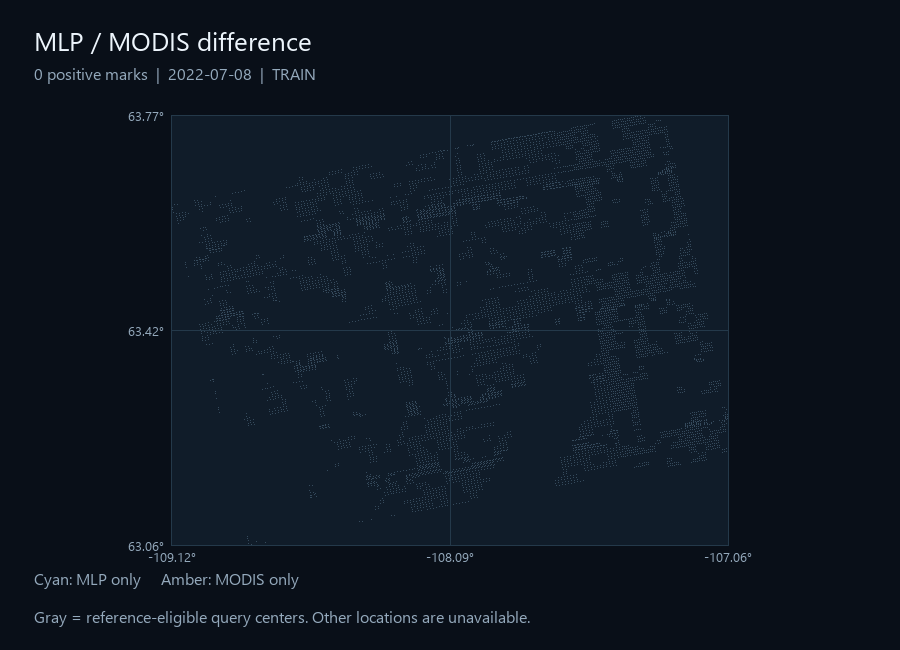 MLP / MODIS difference
0 positive marks | 2022-07-08 | TRAIN
63.77°
63.42°
63.06°
-109.12° -108.09° -107.06°
Cyan: MLP only Amber: MODIS only
Gray = reference-eligible query centers. Other locations are unavailable.